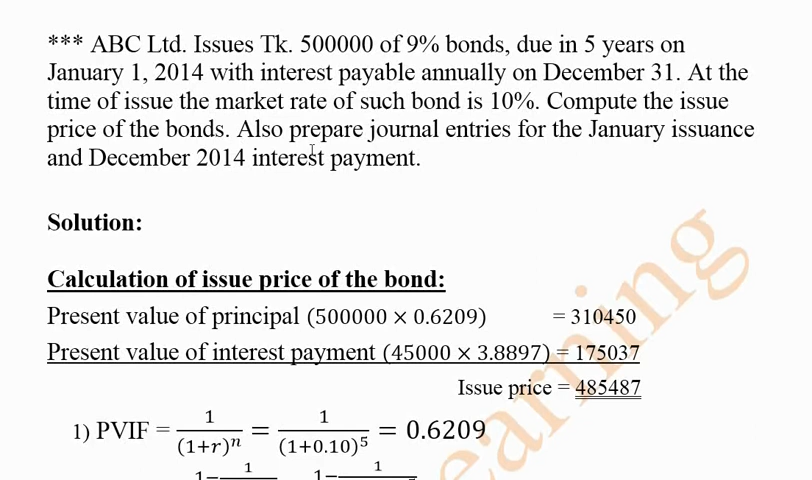 *** ABC Ltd. Issues Tk. 500000 of 9% bonds, due in 5 years on
January 1, 2014 with interest payable annually on December 31. At the
time of issue the market rate of such bond is 10%. Compute the issue
price of the bonds. Also prepare journal entries for the January issuance
and December 2014 interest payment.
Solution:
Calculation of issue price of the bond:
Present value of principal (500000 × 0.6209) = 310450
Present value of interest payment (45000 × 3.8897) = 175037
Issue price = 485487
1) PVIF = 1/(1+r)^n = 1/(1+0.10)^5 = 0.6209
1− 1 1− 1
earning